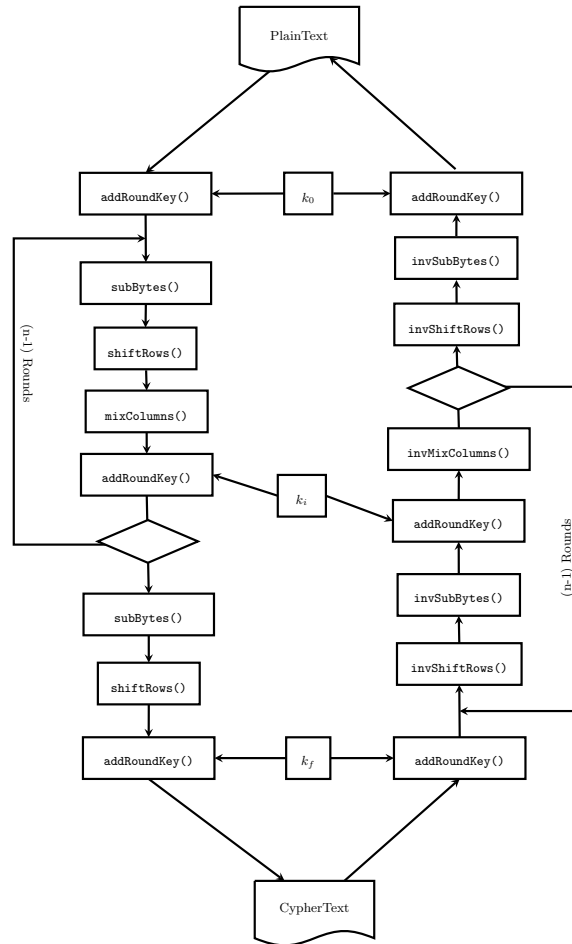 PlainText
addRoundKey()
k₀
addRoundKey()
subBytes()
invSubBytes()
shiftRows()
invShiftRows()
(n-1) Rounds
mixColumns()
invMixColumns()
addRoundKey()
kᵢ
addRoundKey()
(n-1) Rounds
subBytes()
invSubBytes()
shiftRows()
invShiftRows()
addRoundKey()
k_f
addRoundKey()
CypherText